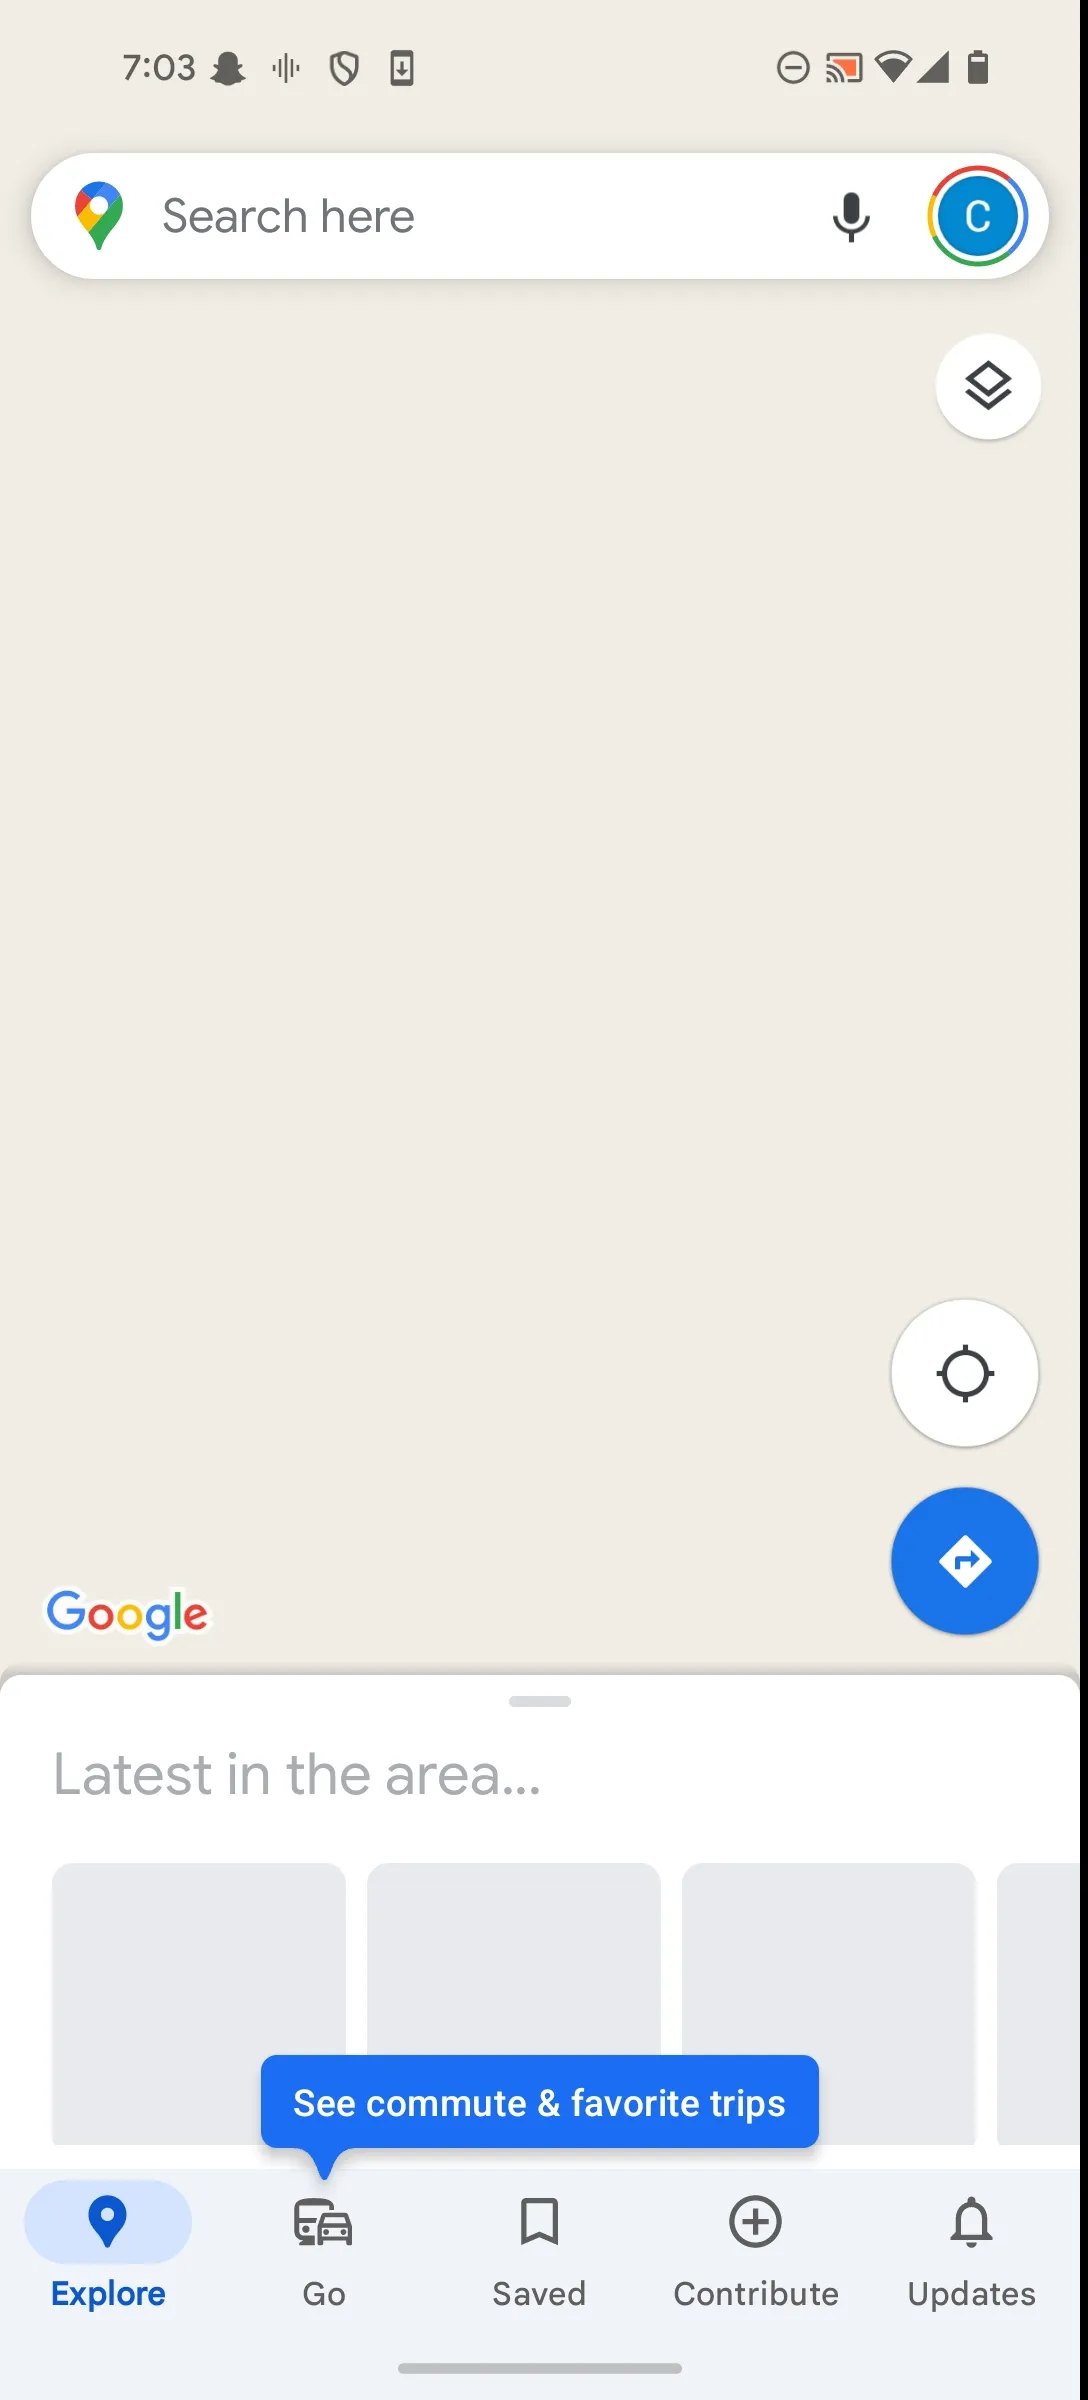 7:03
Search here
C
Google
Latest in the area...
See commute & favorite trips
Explore
Go
Saved
Contribute
Updates